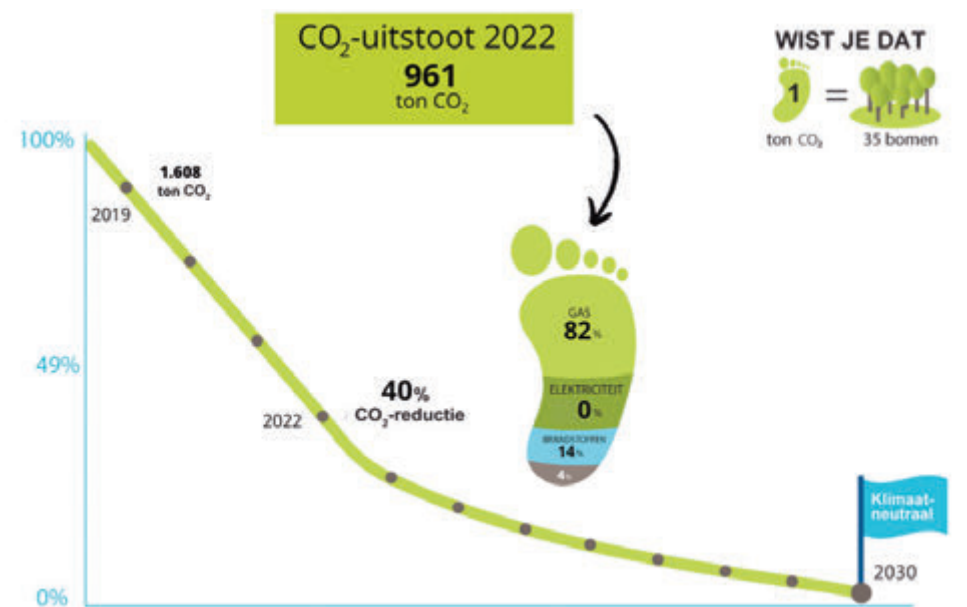 CO₂-uitstoot 2022
961
ton CO₂
WIST JE DAT
1
=
ton CO₂
35 bomen
100%
1.608
ton CO₂
2019
49%
2022
40%
CO₂-reductie
GAS
82%
ELEKTRICITEIT
0%
BRANDSTOFFEN
14%
4%
Klimaat-
neutraal
2030
0%